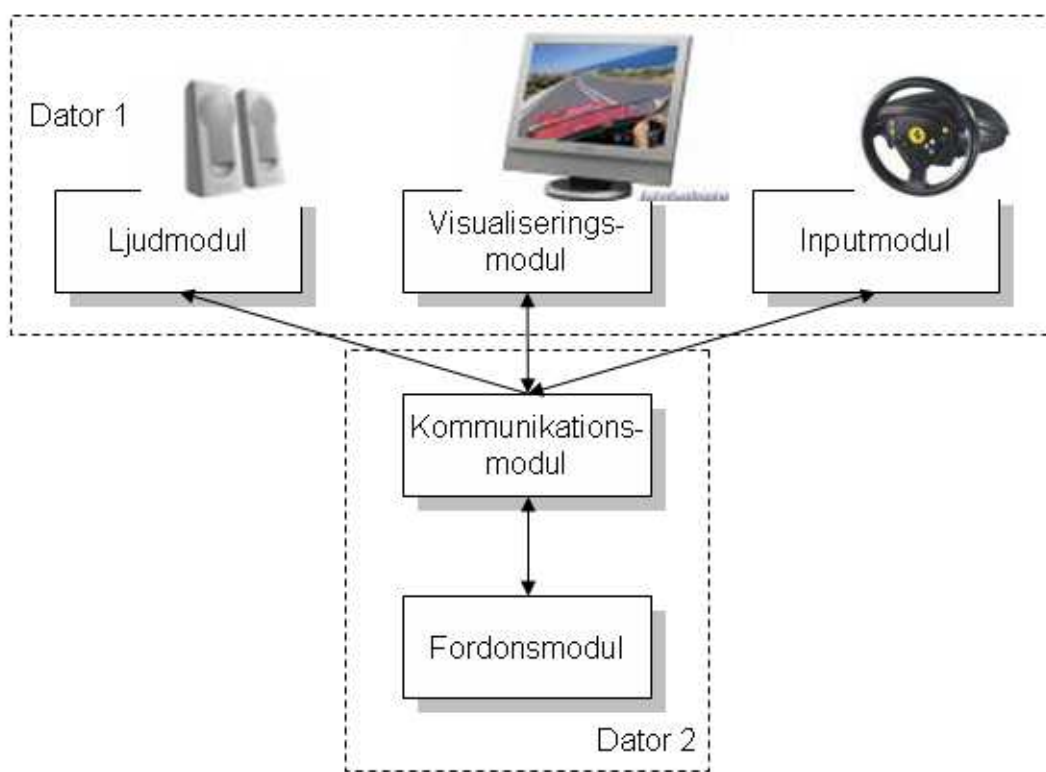 Dator 1
Ljudmodul
Visualiserings-
modul
Inputmodul
Kommunikations-
modul
Fordonsmodul
Dator 2